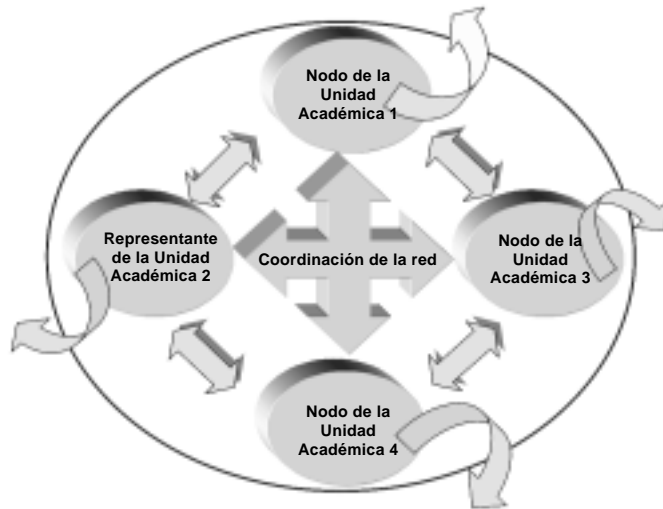 Nodo de la
Unidad
Académica 1
Representante
de la Unidad
Académica 2
Coordinación de la red
Nodo de la
Unidad
Académica 3
Nodo de la
Unidad
Académica 4